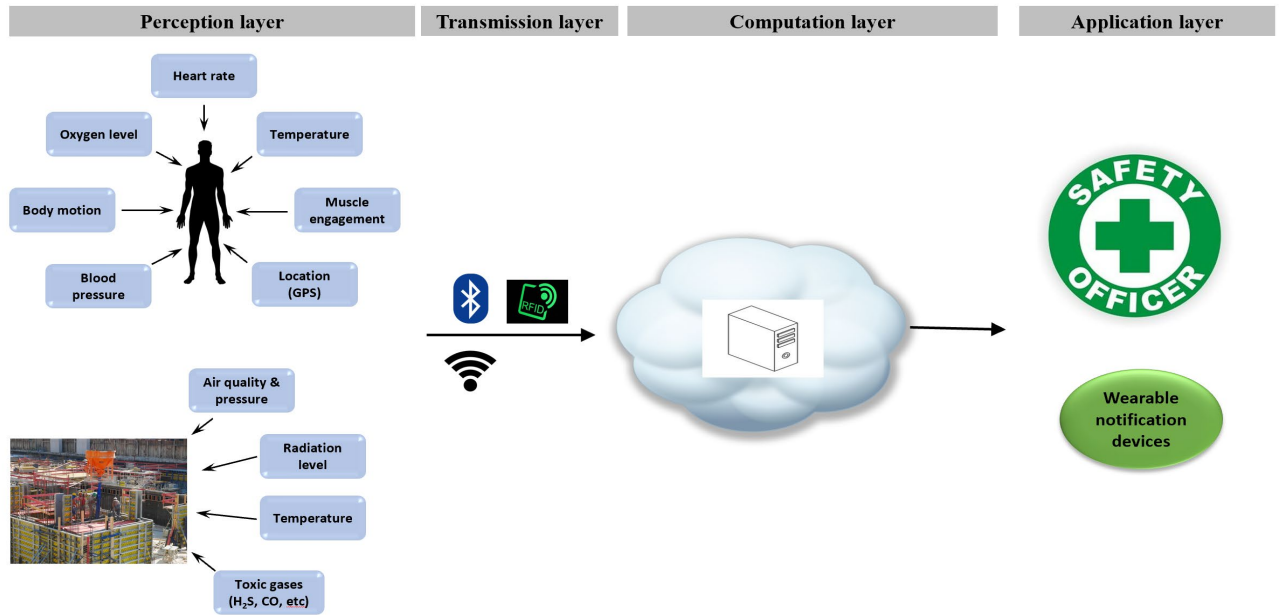 Perception layer
Transmission layer
Computation layer
Application layer
Heart rate
Oxygen level
Temperature
Body motion
Muscle
engagement
Blood
pressure
Location
(GPS)
RFID
SAFETY
OFFICER
Air quality &
pressure
Radiation
level
Temperature
Toxic gases
(H₂S, CO, etc)
Wearable
notification
devices